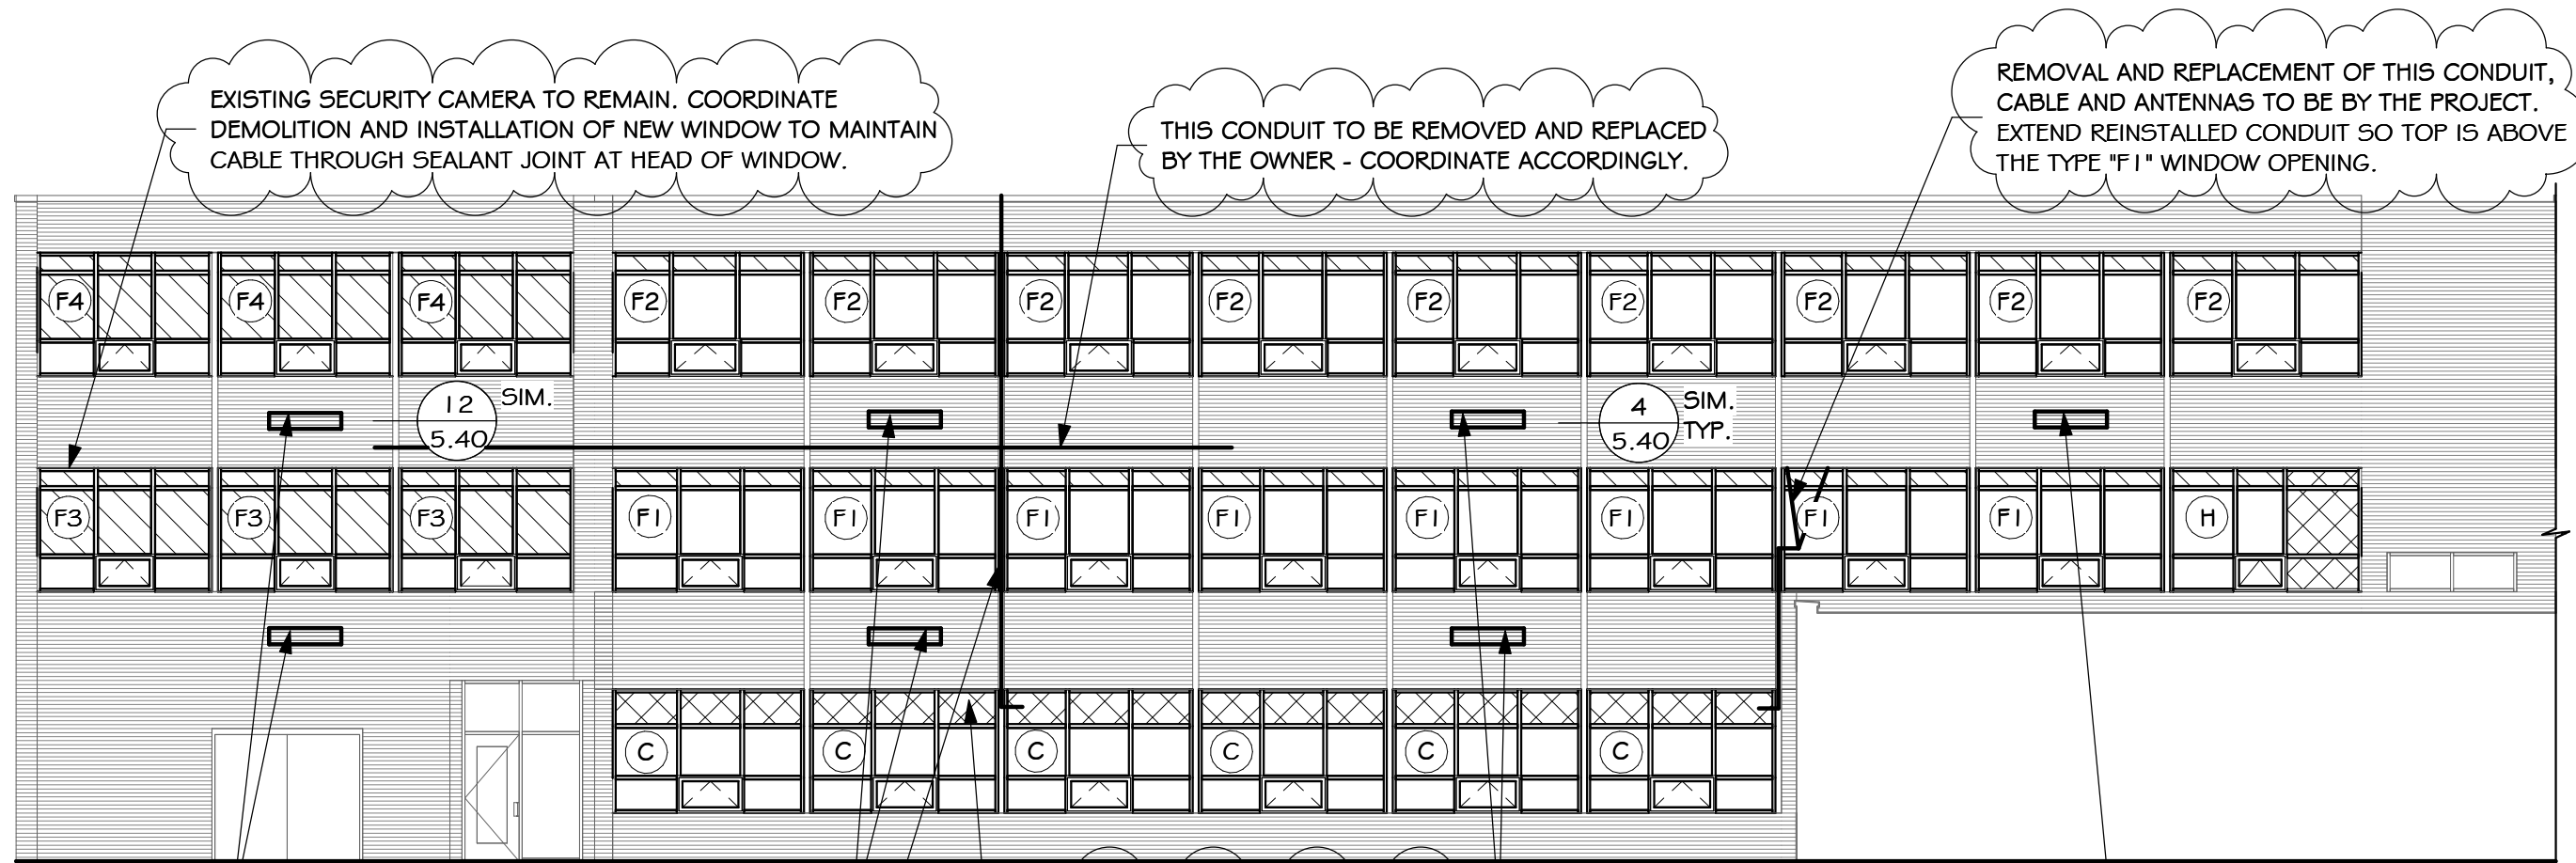 EXISTING SECURITY CAMERA TO REMAIN. COORDINATE
DEMOLITION AND INSTALLATION OF NEW WINDOW TO MAINTAIN
CABLE THROUGH SEALANT JOINT AT HEAD OF WINDOW.
THIS CONDUIT TO BE REMOVED AND REPLACED
BY THE OWNER - COORDINATE ACCORDINGLY.
REMOVAL AND REPLACEMENT OF THIS CONDUIT,
CABLE AND ANTENNAS TO BE BY THE PROJECT.
EXTEND REINSTALLED CONDUIT SO TOP IS ABOVE
THE TYPE "F1" WINDOW OPENING.
F4 F4 F4 F2 F2 F2 F2 F2 F2 F2 F2 F2
12
5.40
SIM.
4
5.40
SIM.
TYP.
F3 F3 F3 F1 F1 F1 F1 F1 F1 F1 F1 H
C C C C C C